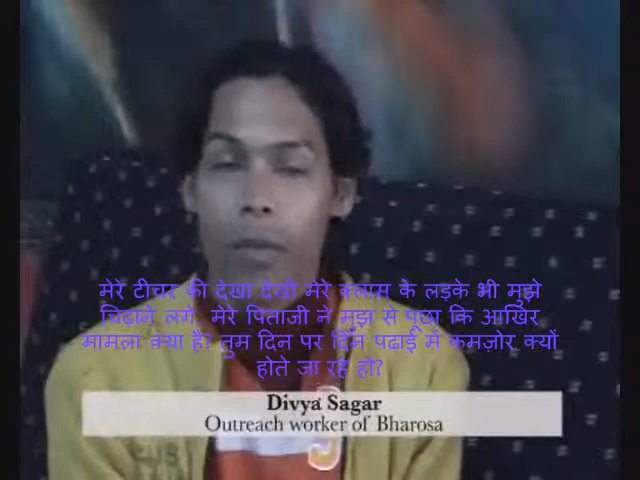 मेरे टीचर की देखा देखी मेरे क्लास के लड़के भी मुझे
चिढाने लगे. मेरे पिताजी ने मुझ से पूछा कि आखिर
मामला क्या है? तुम दिन पर दिन पढाई में कमज़ोर क्यों
होते जा रहे हो?
Divya Sagar
Outreach worker of Bharosa